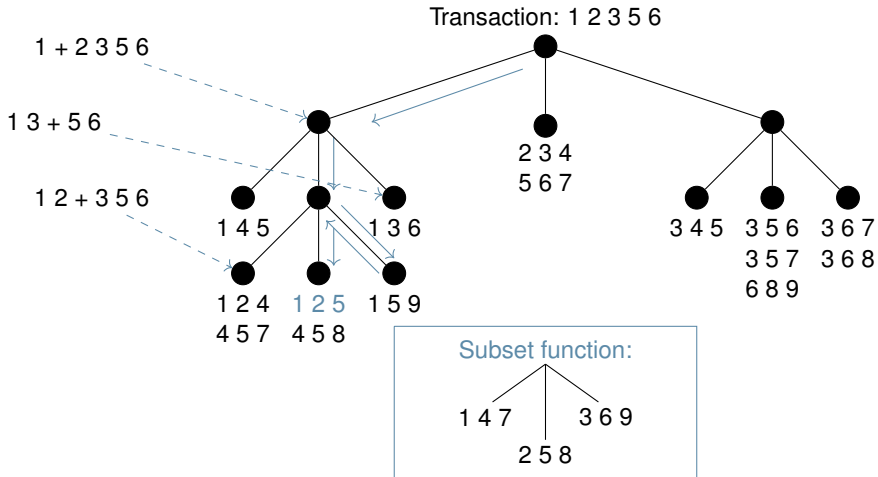 Transaction: 1 2 3 5 6
1 + 2 3 5 6
1 3 + 5 6
2 3 4
5 6 7
1 2 + 3 5 6
1 4 5
1 3 6
3 4 5
3 5 6
3 5 7
6 8 9
3 6 7
3 6 8
1 2 4
4 5 7
1 2 5
4 5 8
1 5 9
Subset function:
1 4 7
3 6 9
2 5 8